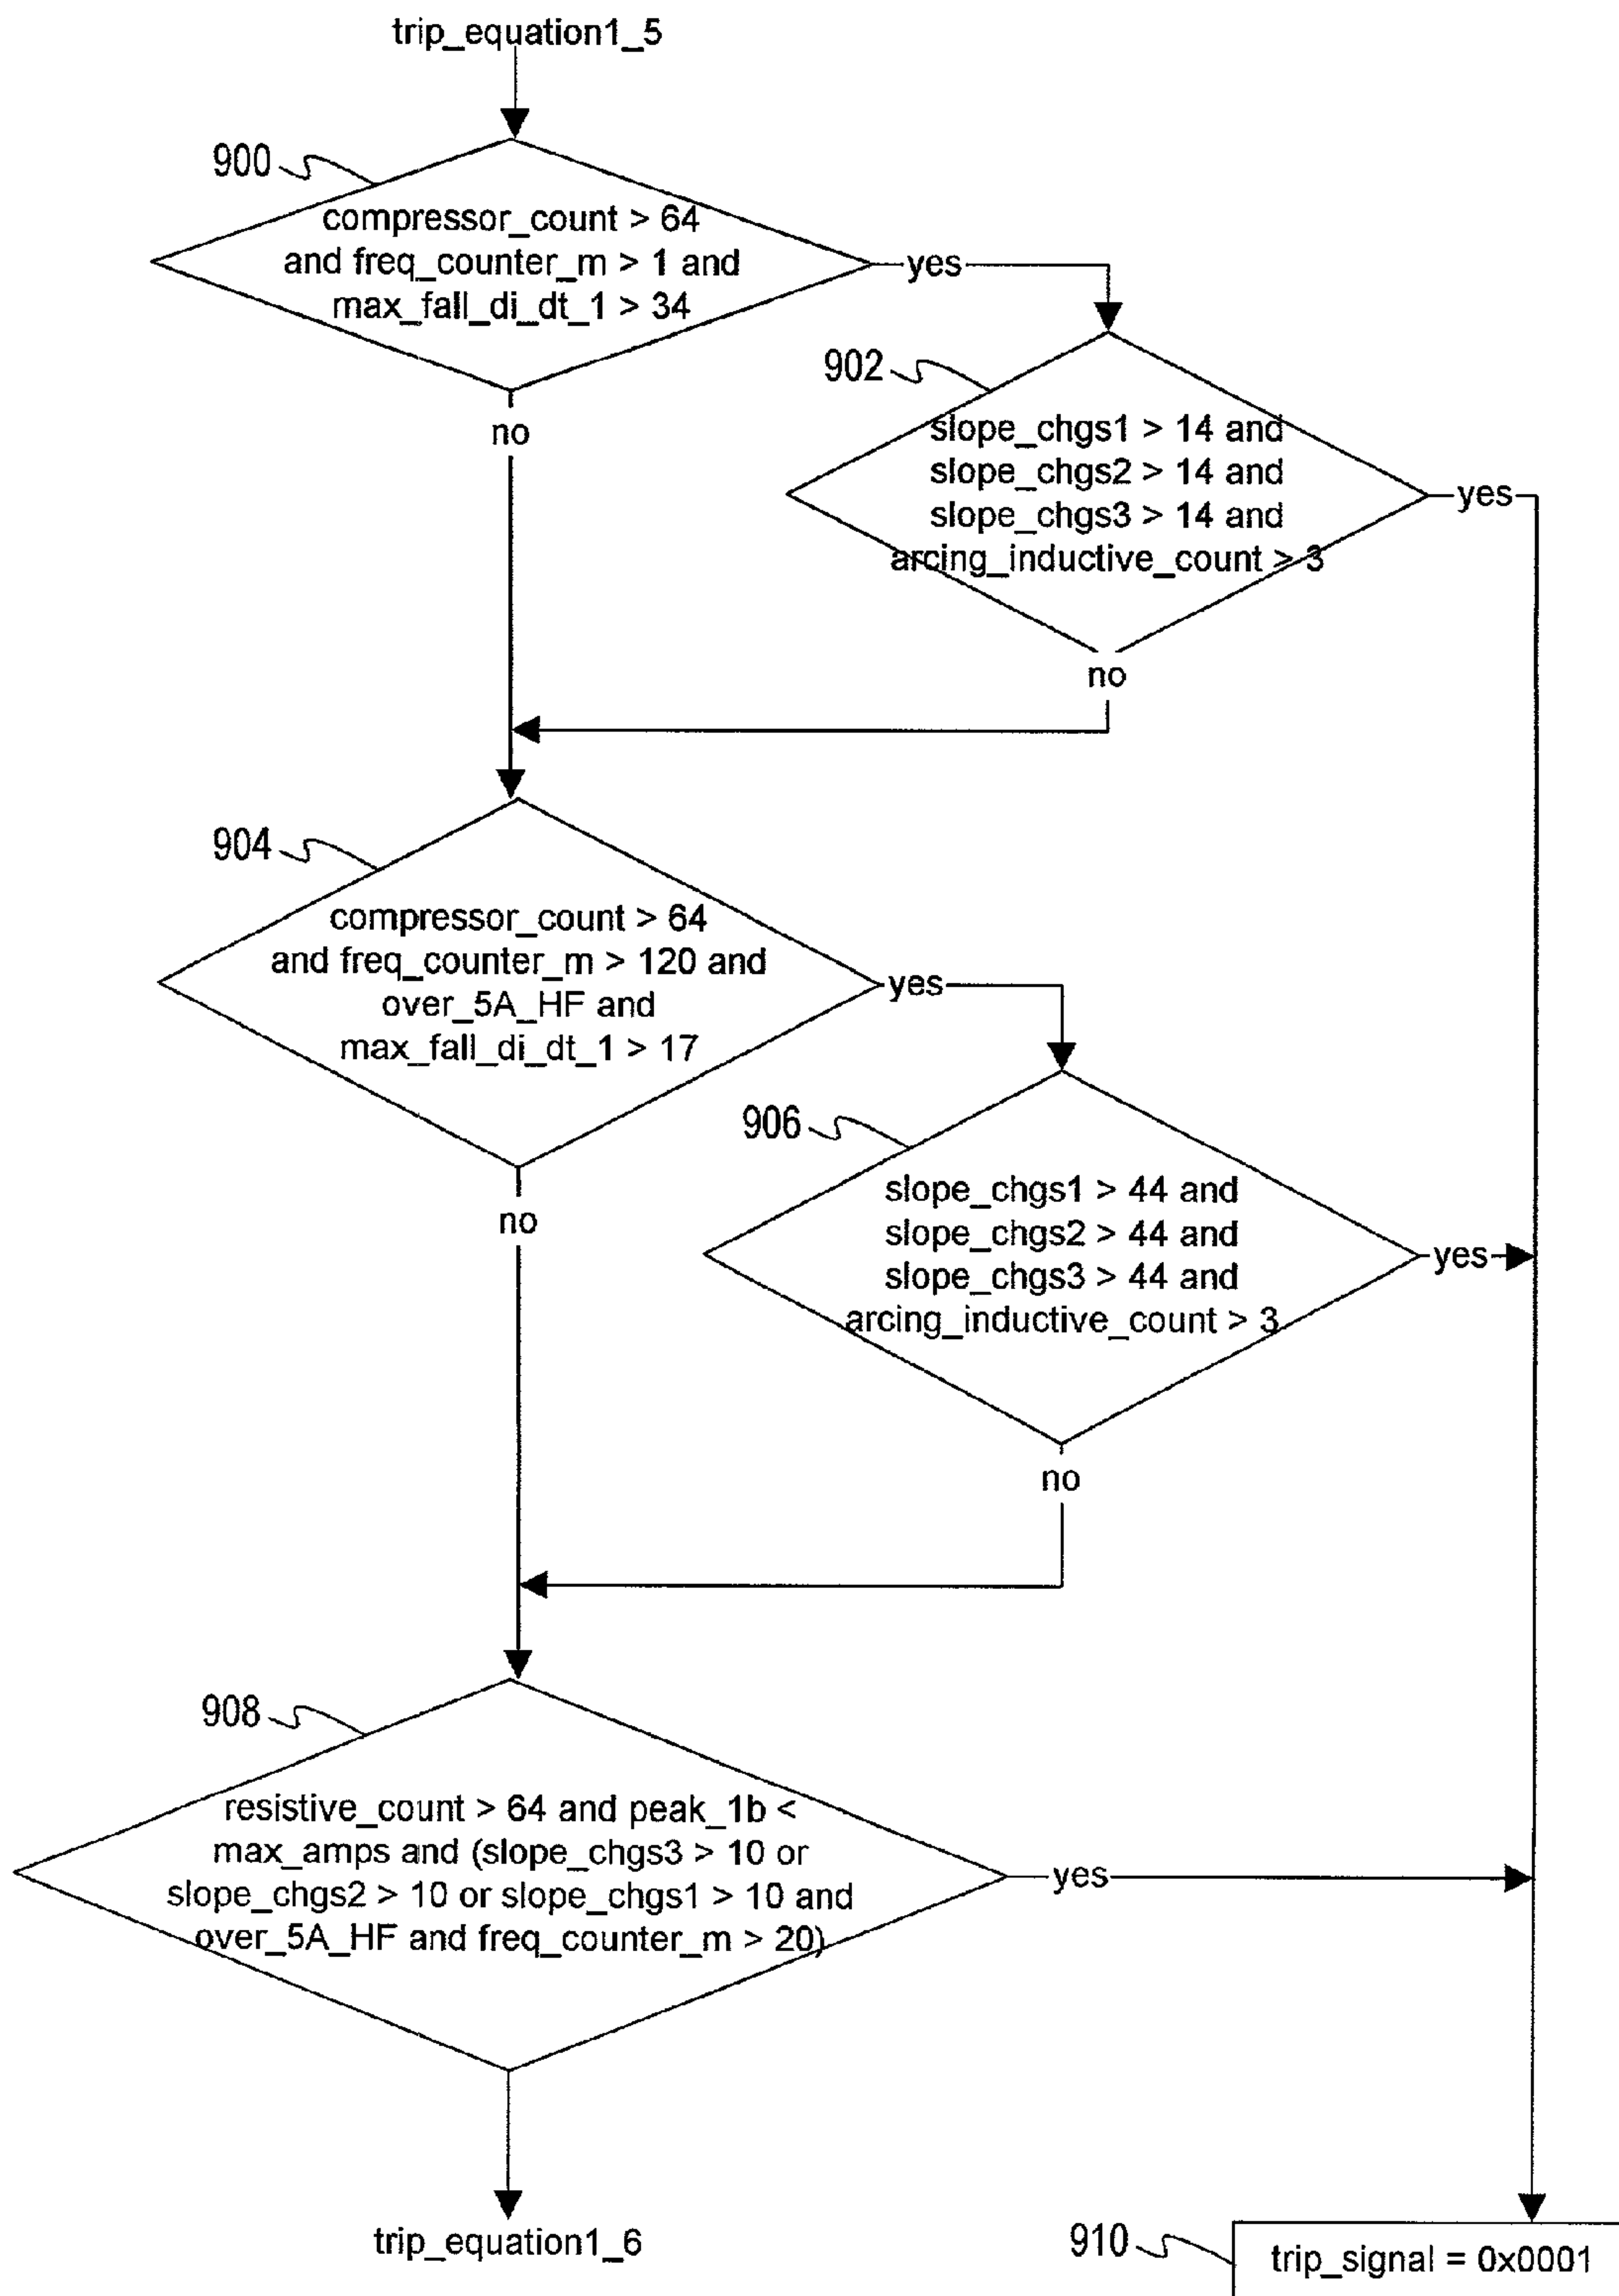 trip_equation1_5
900
compressor_count > 64
and freq_counter_m > 1 and
max_fall_di_dt_1 > 34
yes
no
902
slope_chgs1 > 14 and
slope_chgs2 > 14 and
slope_chgs3 > 14 and
arcing_inductive_count > 3
yes
no
904
compressor_count > 64
and freq_counter_m > 120 and
over_5A_HF and
max_fall_di_dt_1 > 17
yes
no
906
slope_chgs1 > 44 and
slope_chgs2 > 44 and
slope_chgs3 > 44 and
arcing_inductive_count > 3
yes
no
908
resistive_count > 64 and peak_1b <
max_amps and (slope_chgs3 > 10 or
slope_chgs2 > 10 or slope_chgs1 > 10 and
over_5A_HF and freq_counter_m > 20)
yes
trip_equation1_6
910
trip_signal = 0x0001